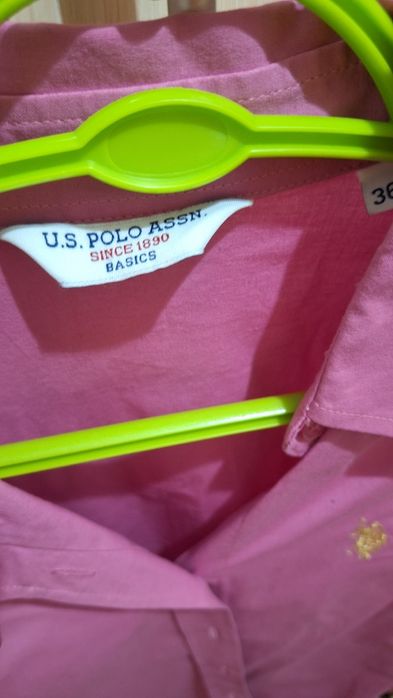 U.S. POLO ASSN.
SINCE 1890
BASICS
36